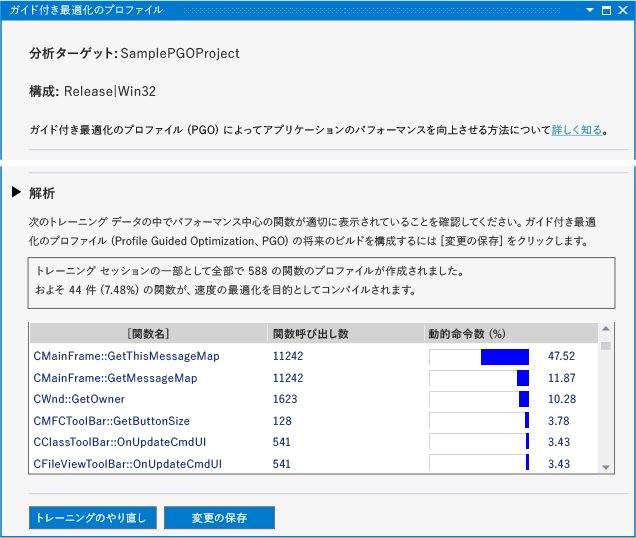 ガイド付き最適化のプロファイル
分析ターゲット: SamplePGOProject
構成: Release|Win32
ガイド付き最適化のプロファイル (PGO) によってアプリケーションのパフォーマンスを向上させる方法について詳しく知る。
解析
次のトレーニング データの中でパフォーマンス中心の関数が適切に表示されていることを確認してください。ガイド付き最適
化のプロファイル (Profile Guided Optimization、PGO) の将来のビルドを構成するには [変更の保存] をクリックします。
トレーニング セッションの一部として全部で 588 の関数のプロファイルが作成されました。
およそ 44 件 (7.48%) の関数が、速度の最適化を目的としてコンパイルされます。
[関数名] 関数呼び出し数 動的命令数 (%)
CMainFrame::GetThisMessageMap 11242 47.52
CMainFrame::GetMessageMap 11242 11.87
CWnd::GetOwner 1623 10.28
CMFCToolBar::GetButtonSize 128 3.78
CClassToolBar::OnUpdateCmdUI 541 3.43
CFileViewToolBar::OnUpdateCmdUI 541 3.43
トレーニングのやり直し 変更の保存